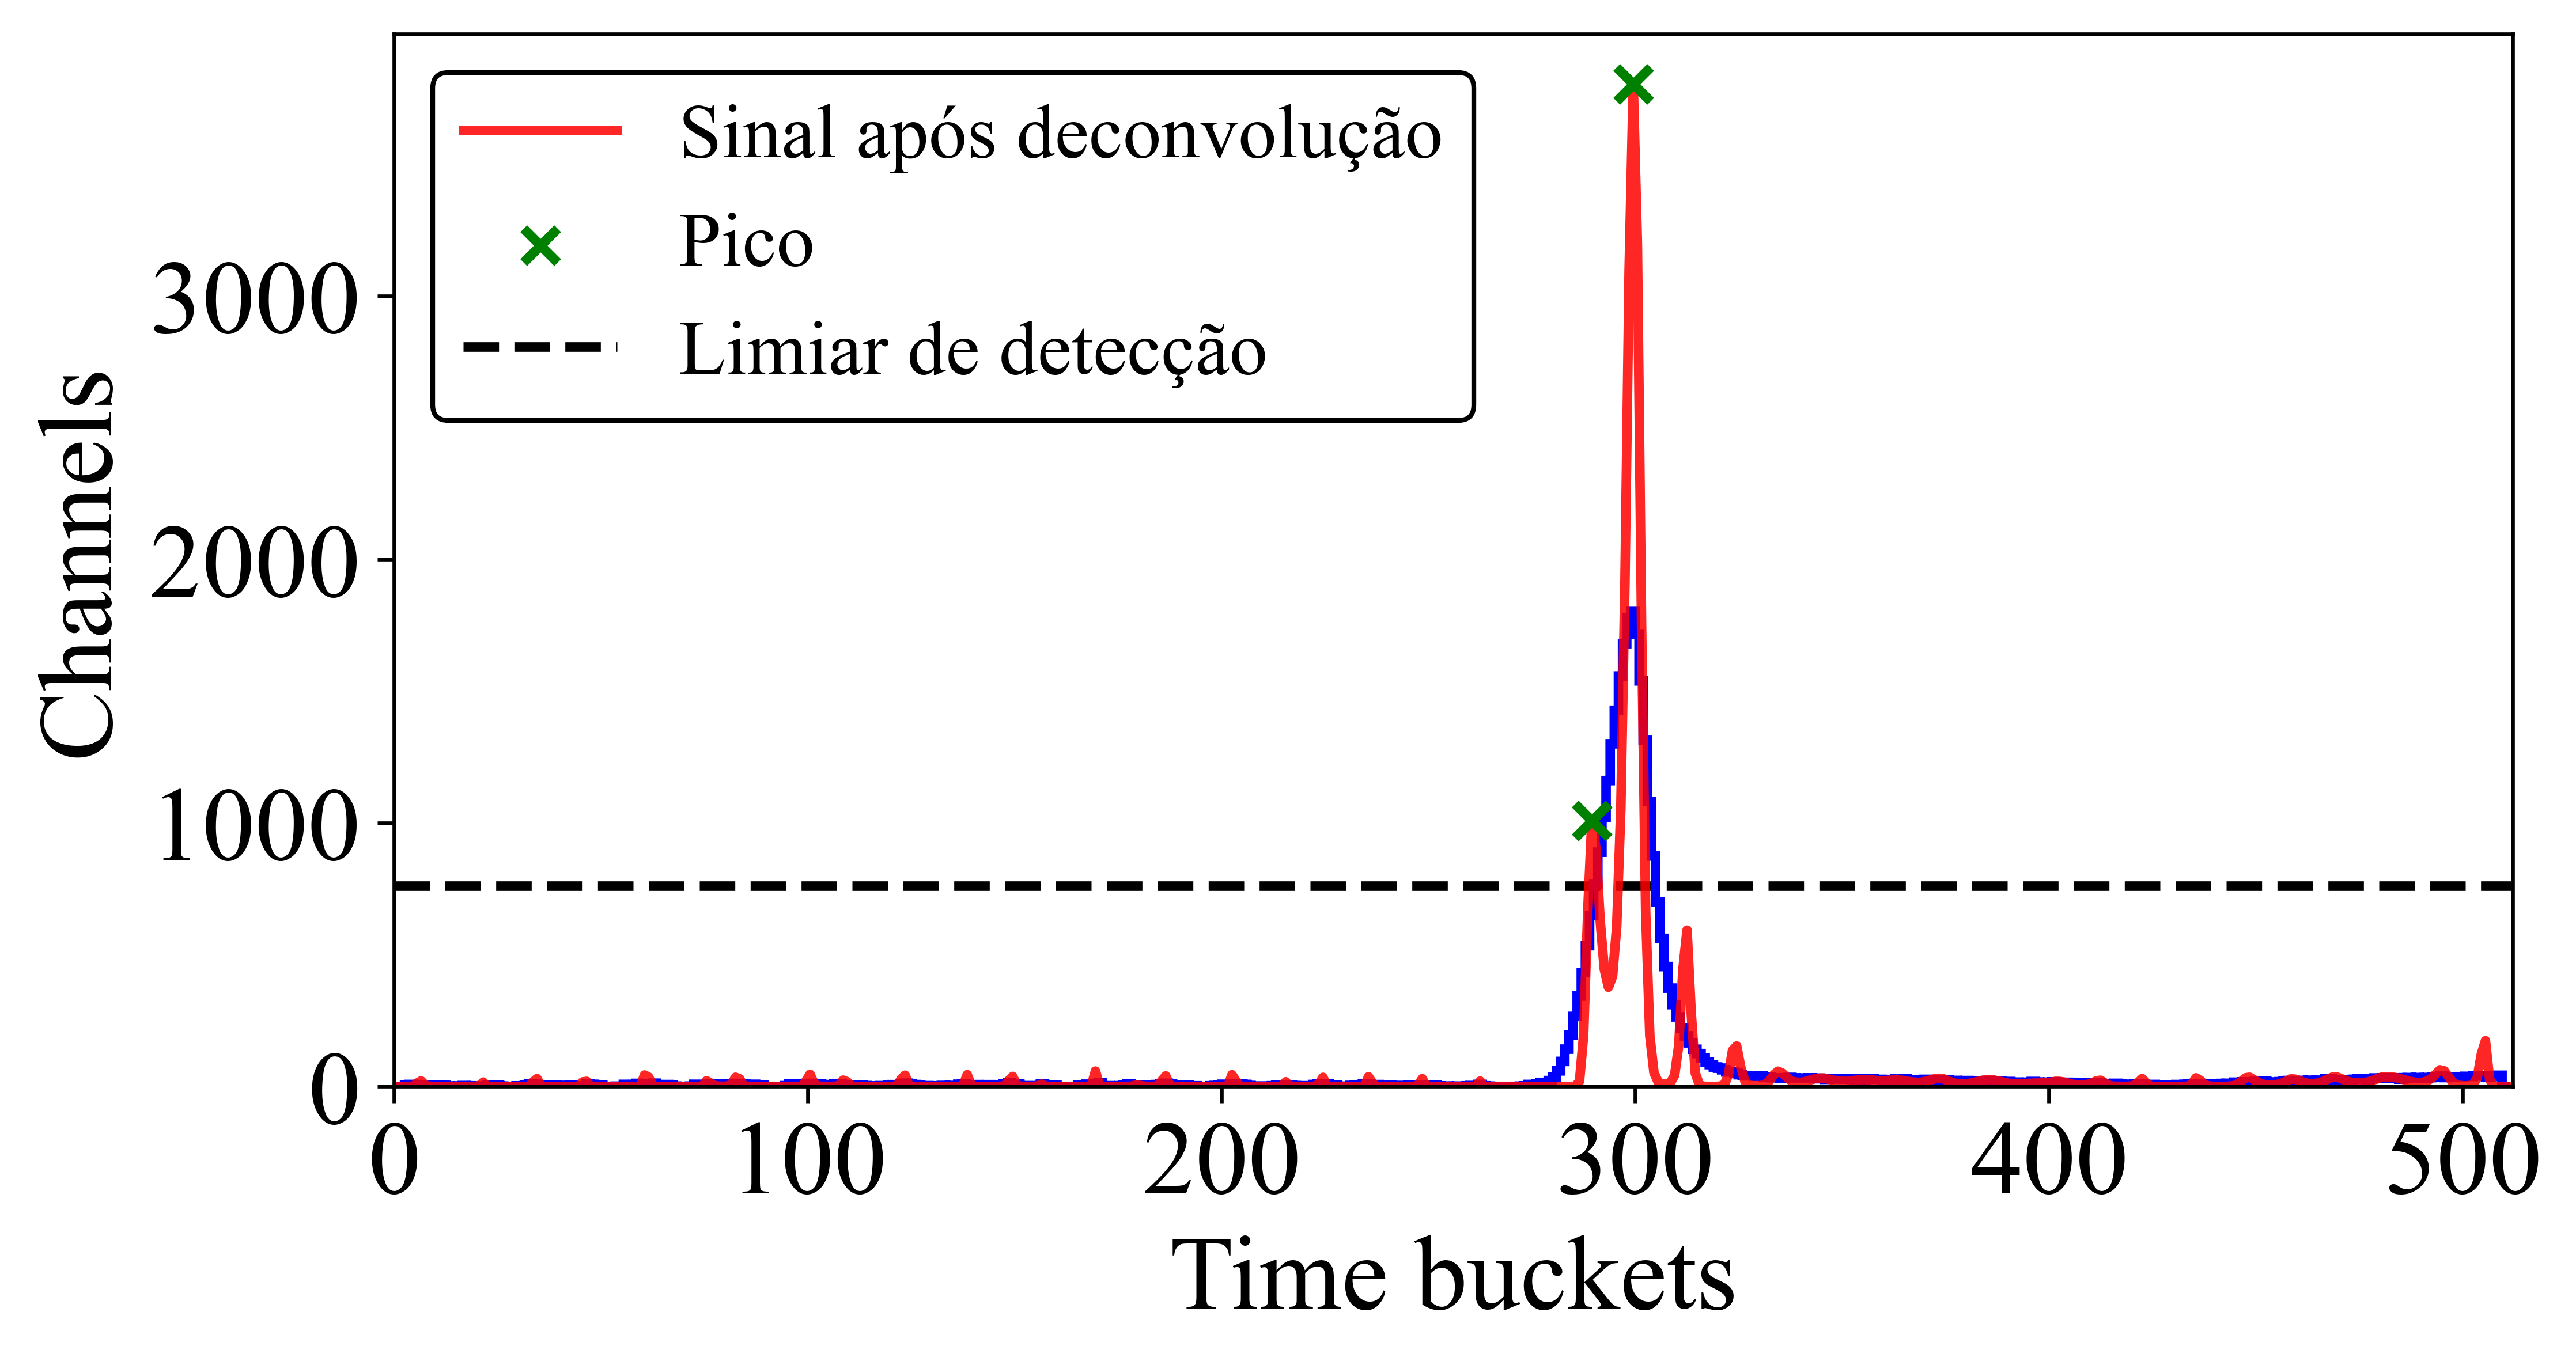 Sinal após deconvolução
Pico
Limiar de detecção
Channels
3000
2000
1000
0
0 100 200 300 400 500
Time buckets